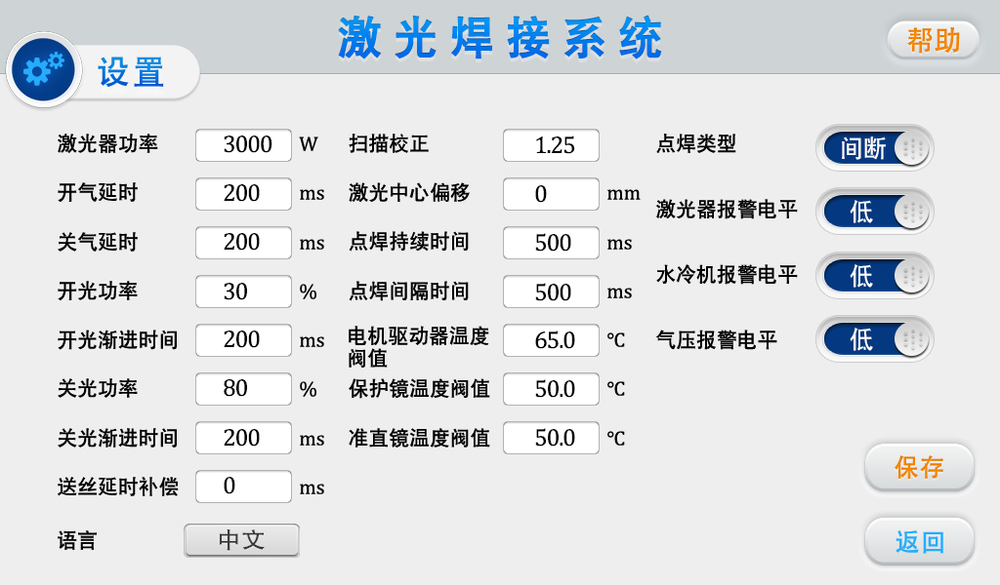 激光焊接系统
帮助
设置
激光器功率 3000 W
开气延时 200 ms
关气延时 200 ms
开光功率 30 %
开光渐进时间 200 ms
关光功率 80 %
关光渐进时间 200 ms
送丝延时补偿 0 ms
语言 中文
扫描校正 1.25
激光中心偏移 0 mm
点焊持续时间 500 ms
点焊间隔时间 500 ms
电机驱动器温度
阀值 65.0 ℃
保护镜温度阀值 50.0 ℃
准直镜温度阀值 50.0 ℃
点焊类型 间断
激光器报警电平 低
水冷机报警电平 低
气压报警电平 低
保存
返回